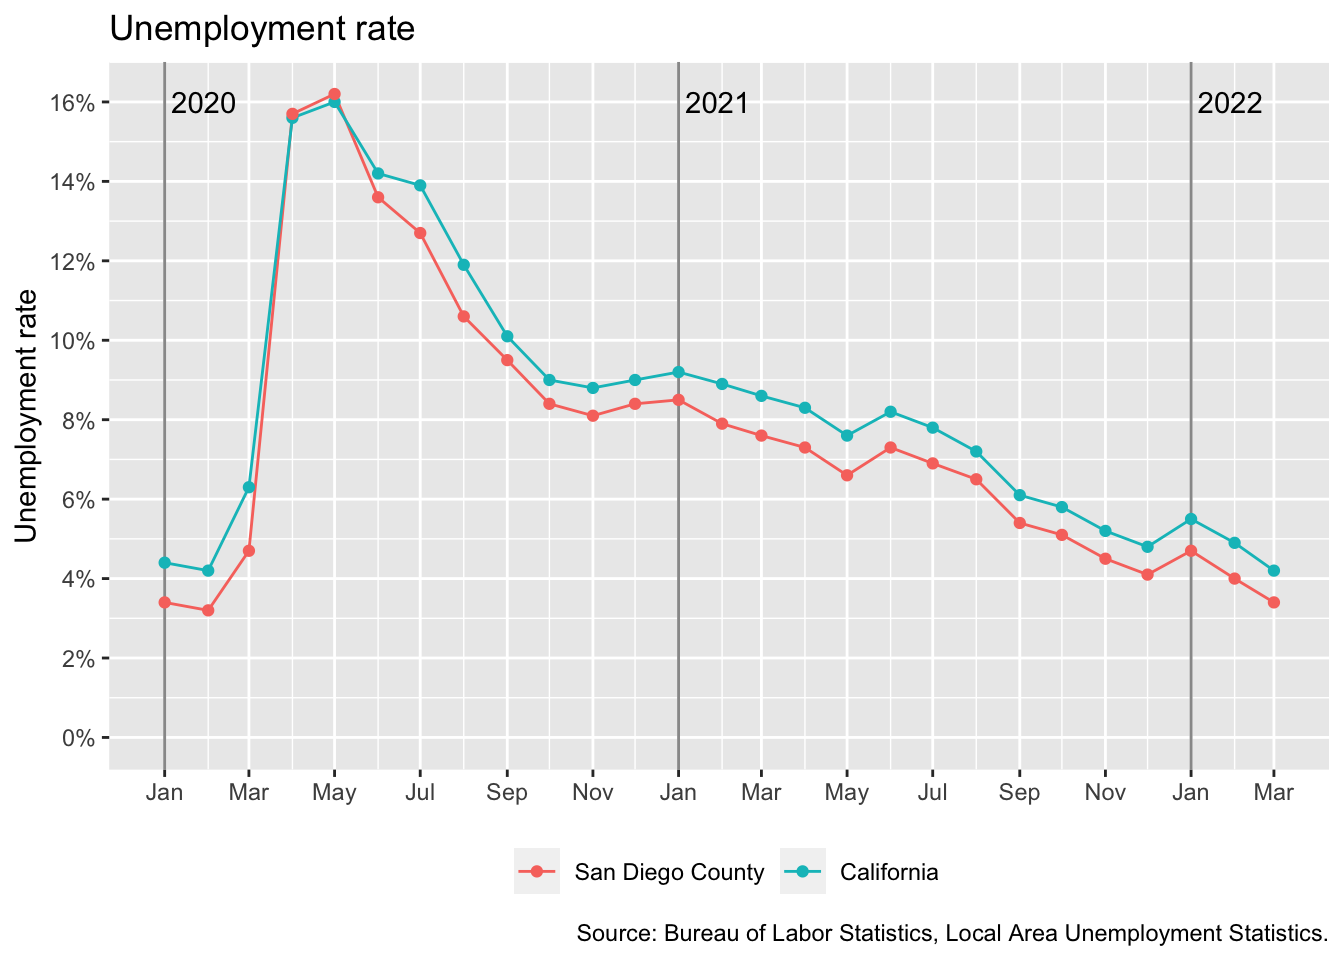 Unemployment rate
2020 2021 2022
Unemployment rate
16%
14%
12%
10%
8%
6%
4%
2%
0%
Jan Mar May Jul Sep Nov Jan Mar May Jul Sep Nov Jan Mar
San Diego County California
Source: Bureau of Labor Statistics, Local Area Unemployment Statistics.